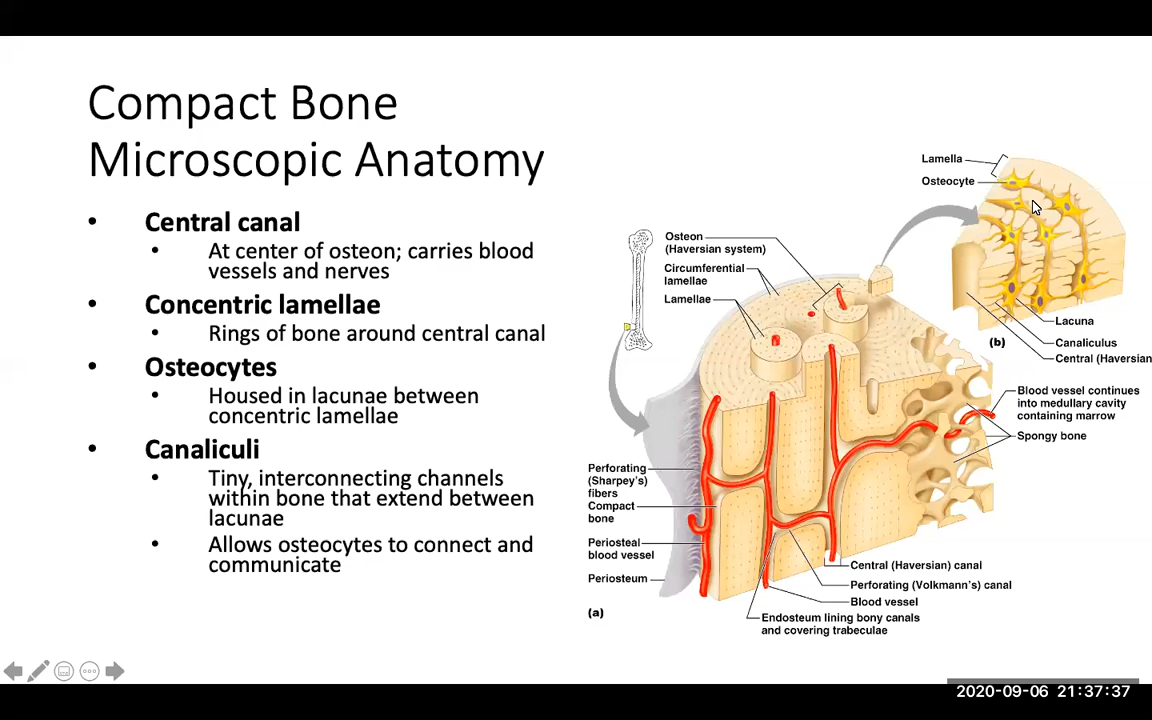 Compact Bone
Microscopic Anatomy
• Central canal
• At center of osteon; carries blood
vessels and nerves
• Concentric lamellae
• Rings of bone around central canal
• Osteocytes
• Housed in lacunae between
concentric lamellae
• Canaliculi
• Tiny, interconnecting channels
within bone that extend between
lacunae
• Allows osteocytes to connect and
communicate
Lamella
Osteocyte
Osteon
(Haversian system)
Circumferential
lamellae
Lamellae
Lacuna
(b)
Canaliculus
Central (Haversian
Blood vessel continues
into medullary cavity
containing marrow
Spongy bone
Perforating
(Sharpey's)
fibers
Compact
bone
Periosteal
blood vessel
Periosteum
Central (Haversian) canal
Perforating (Volkmann's) canal
Blood vessel
Endosteum lining bony canals
and covering trabeculae
(a)
2020-09-06 21:37:37